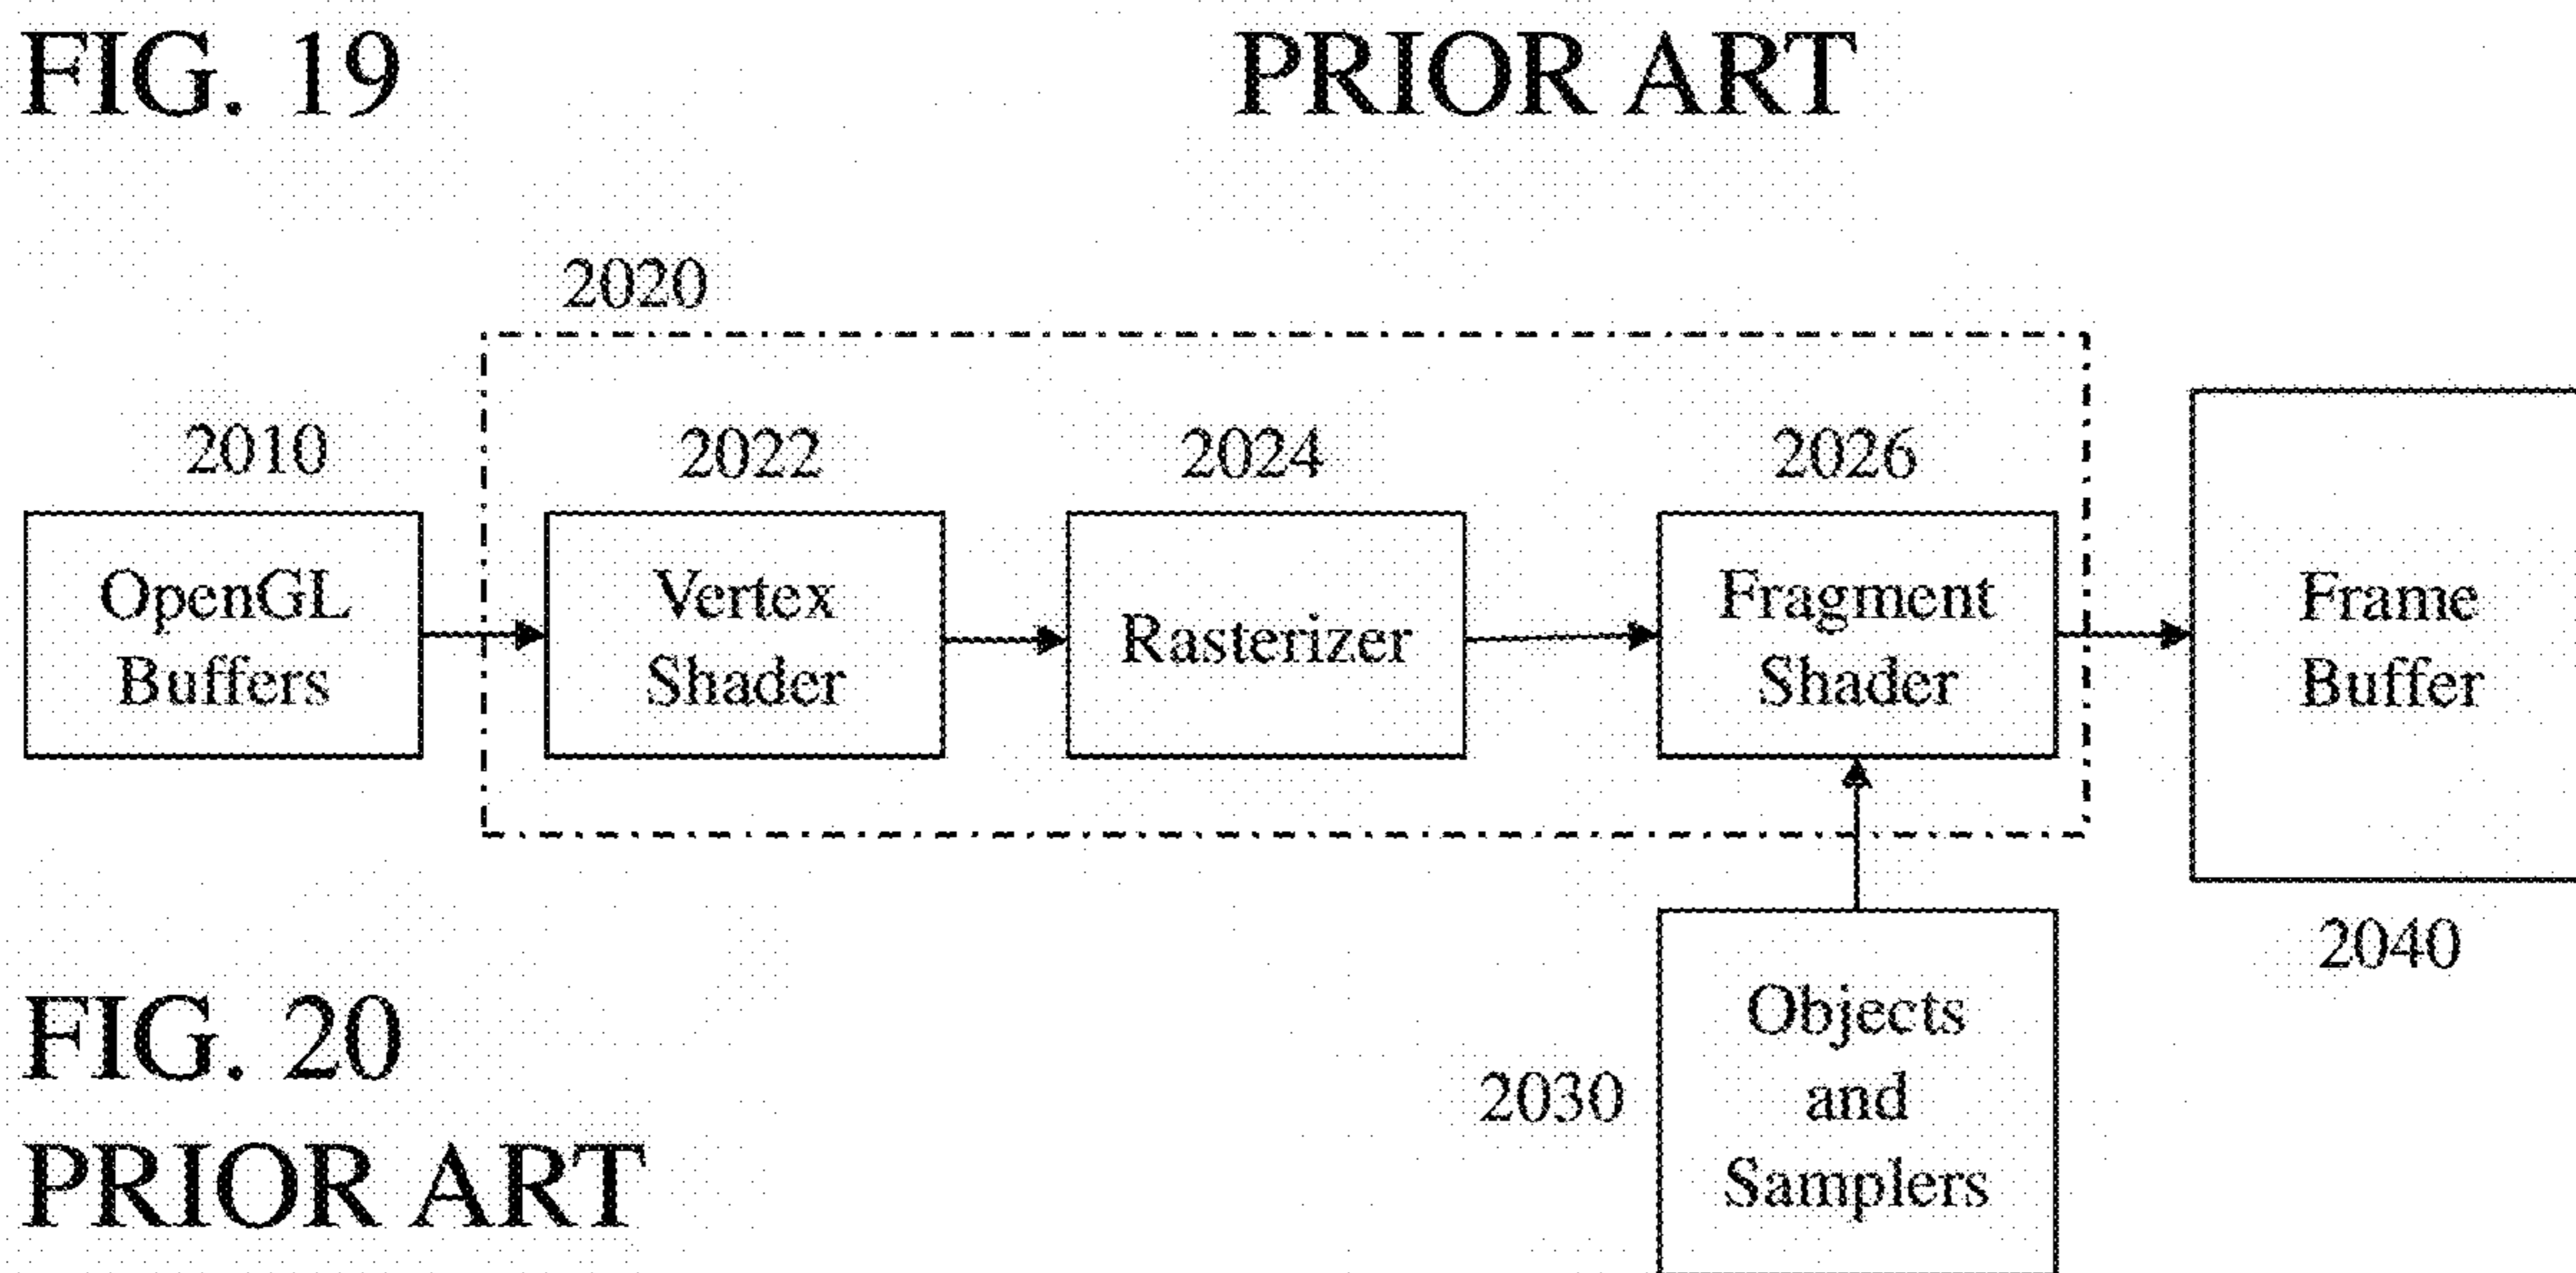 FIG. 19
PRIOR ART
2020
2010
2022
2024
2026
OpenGL
Buffers
Vertex
Shader
Rasterizer
Fragment
Shader
Frame
Buffer
2040
2030
Objects
and
Samplers
FIG. 20
PRIOR ART